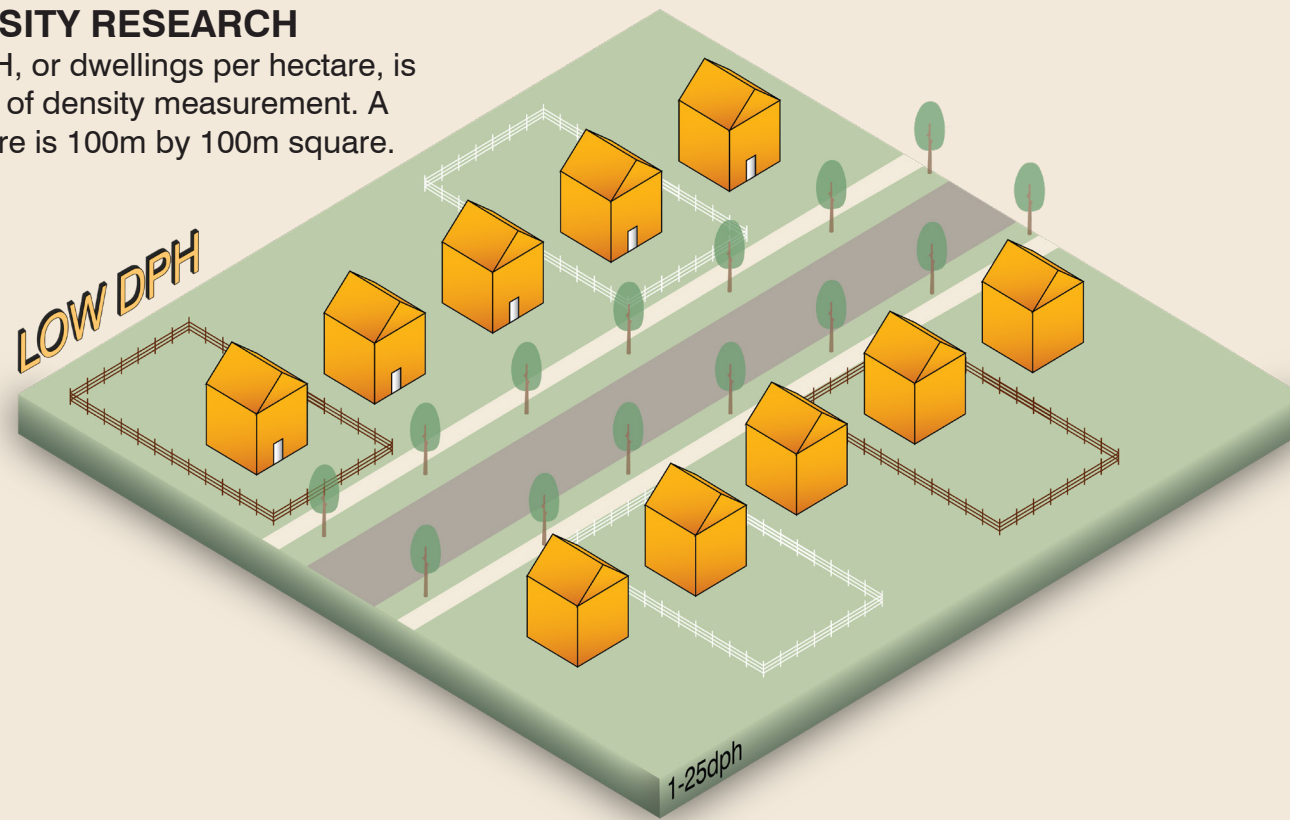 SITY RESEARCH
H, or dwellings per hectare, is
of density measurement. A
re is 100m by 100m square.
LOW DPH
1-25dph